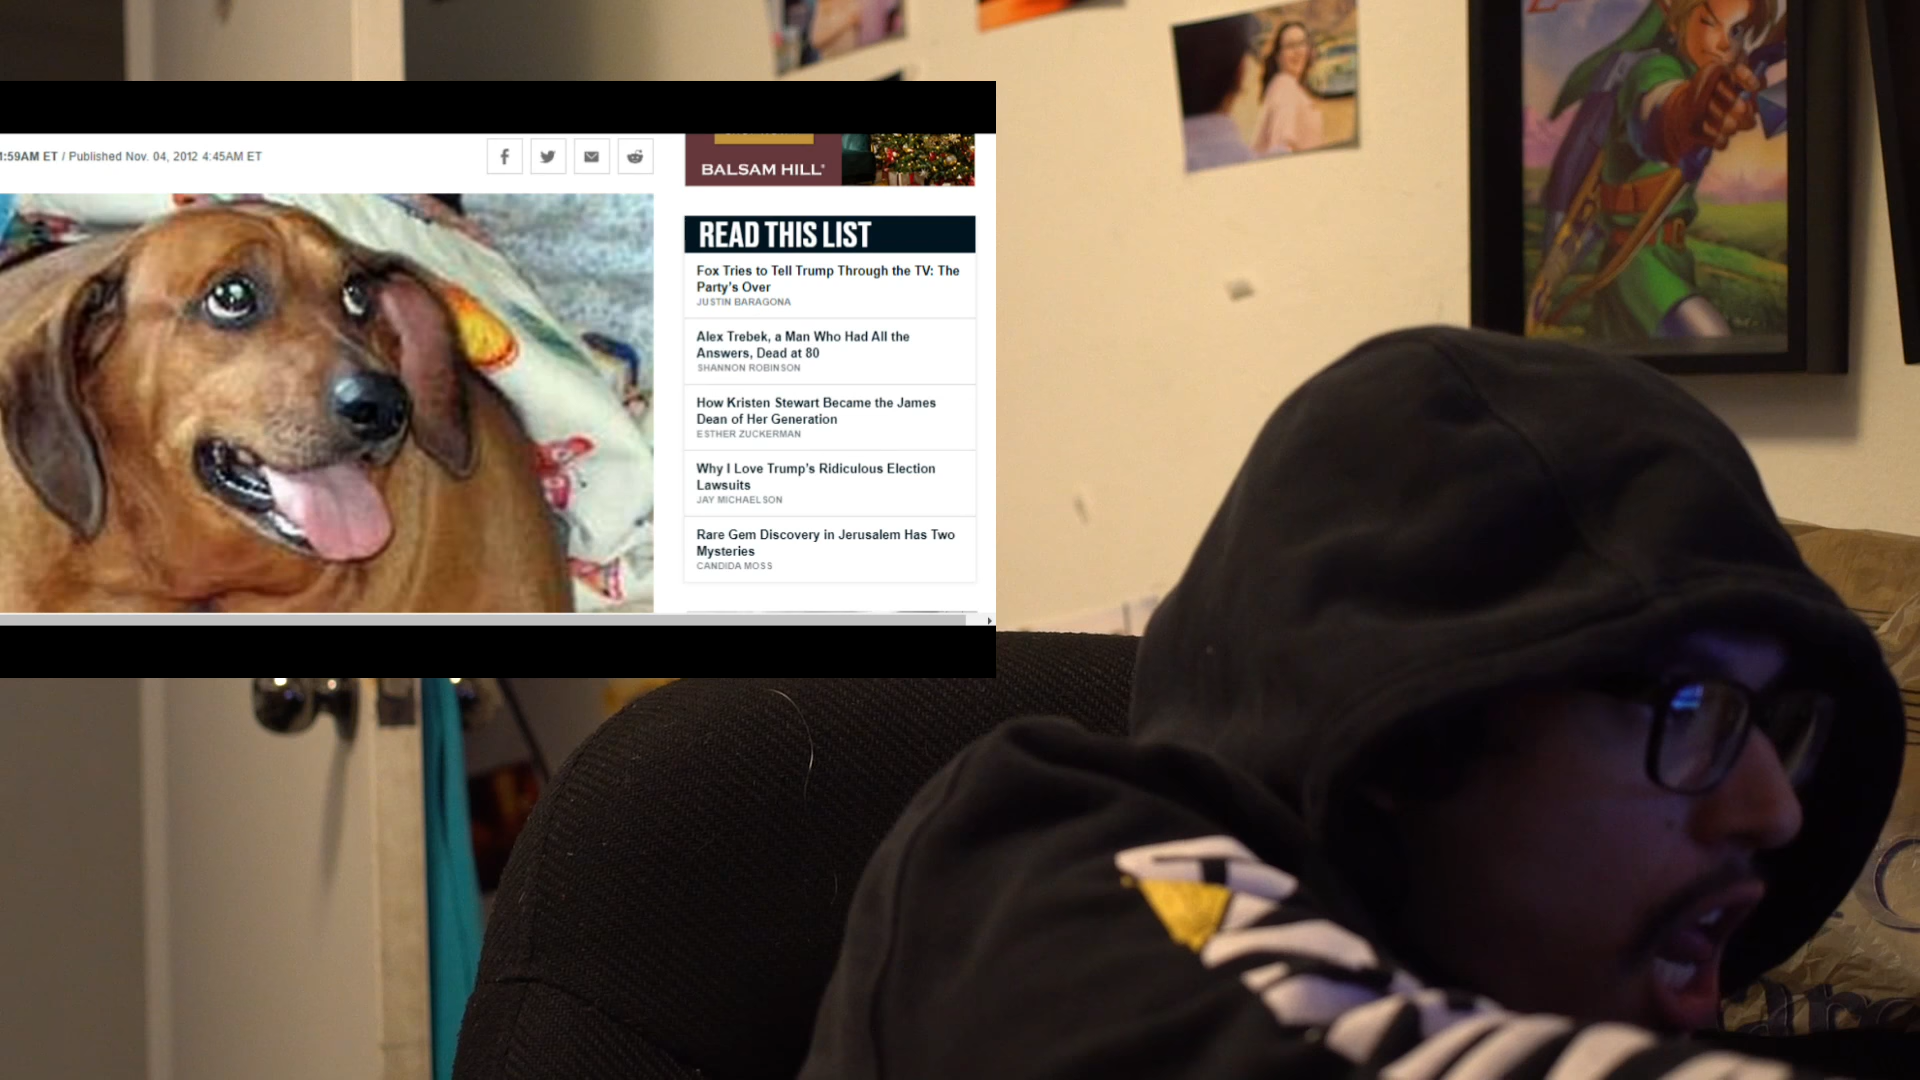 1:59AM ET / Published Nov. 04, 2012 4:45AM ET
BALSAM HILL
READ THIS LIST
Fox Tries to Tell Trump Through the TV: The
Party's Over
JUSTIN BARAGONA
Alex Trebek, a Man Who Had All the
Answers, Dead at 80
SHANNON ROBINSON
How Kristen Stewart Became the James
Dean of Her Generation
ESTHER ZUCKERMAN
Why I Love Trump's Ridiculous Election
Lawsuits
JAY MICHAELSON
Rare Gem Discovery in Jerusalem Has Two
Mysteries
CANDIDA MOSS